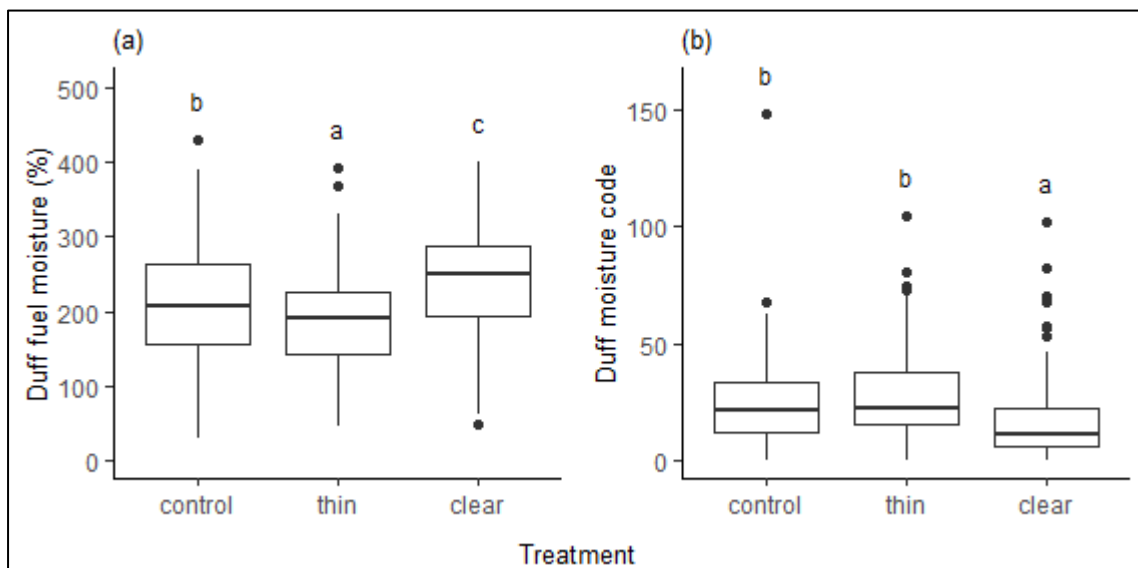 (a)
Duff fuel moisture (%)
500
400
300
200
100
0
b
a
c
control thin clear
(b)
Duff moisture code
150
100
50
0
b
b
a
control thin clear
Treatment